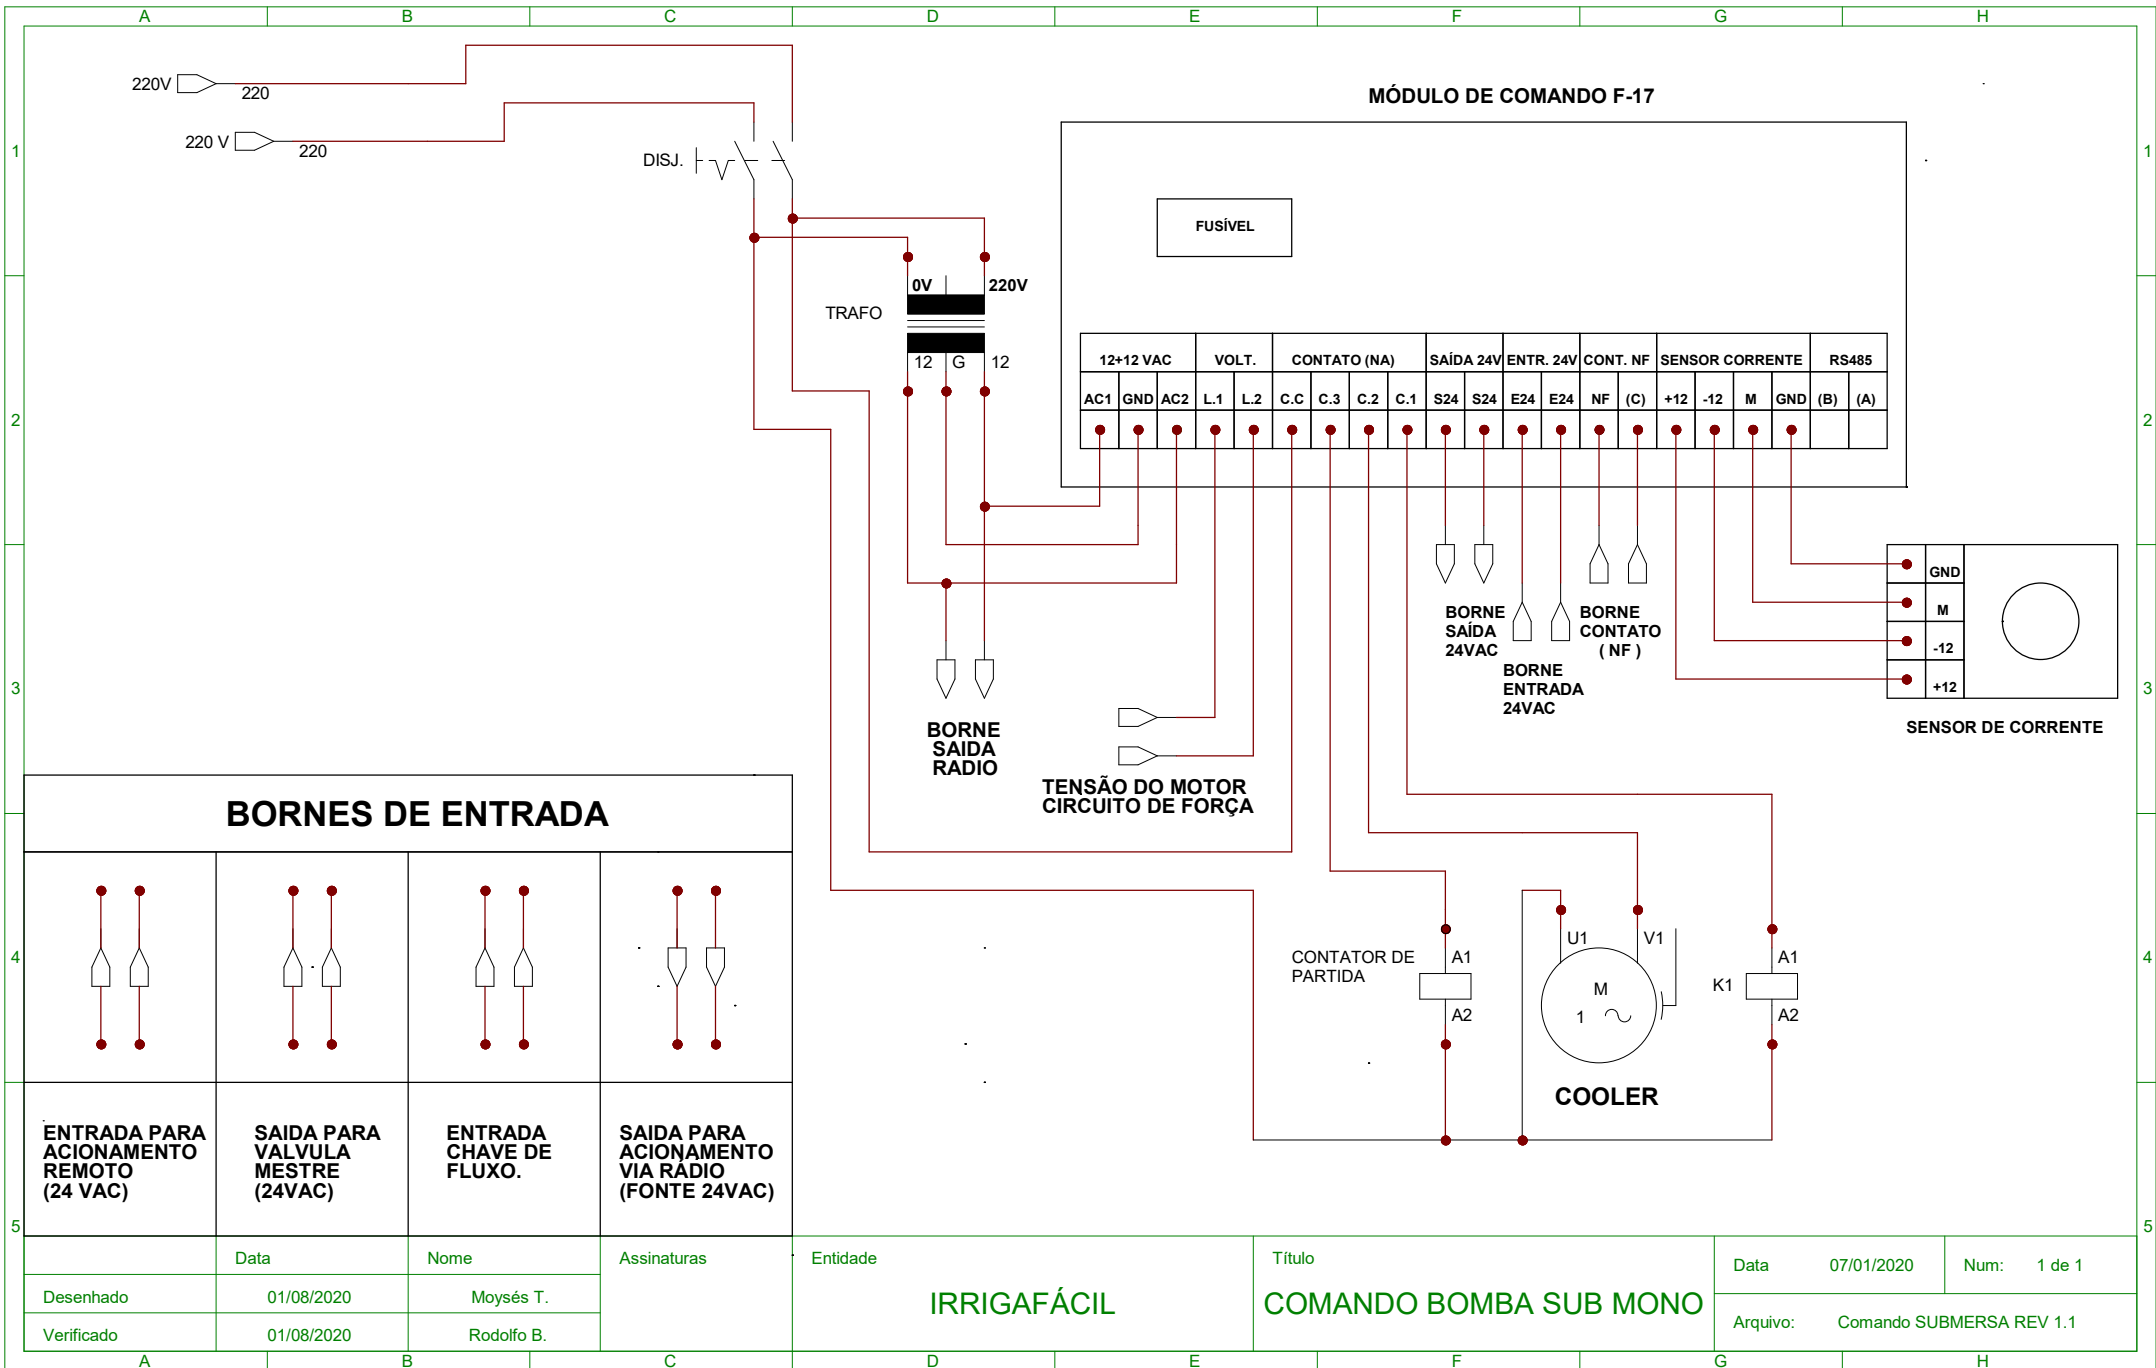 A B C D E F G H
220V
220
220 V
220
DISJ.
MÓDULO DE COMANDO F-17
1 1
FUSÍVEL
0V 220V
TRAFO
12 G 12
12+12 VAC VOLT. CONTATO (NA) SAÍDA 24V ENTR. 24V CONT. NF SENSOR CORRENTE RS485
AC1 GND AC2 L.1 L.2 C.C C.3 C.2 C.1 S24 S24 E24 E24 NF (C) +12 -12 M GND (B) (A)
2 2
GND
M
-12
+12
SENSOR DE CORRENTE
BORNE
SAÍDA
24VAC
BORNE
ENTRADA
24VAC
BORNE
CONTATO
( NF )
3 3
BORNE
SAIDA
RADIO
TENSÃO DO MOTOR
CIRCUITO DE FORÇA
BORNES DE ENTRADA
4 4
CONTATOR DE
PARTIDA
A1
A2
U1 V1
M
1
COOLER
K1
A1
A2
ENTRADA PARA
ACIONAMENTO
REMOTO
(24 VAC)
SAIDA PARA
VALVULA
MESTRE
(24VAC)
ENTRADA
CHAVE DE
FLUXO.
SAIDA PARA
ACIONAMENTO
VIA RÁDIO
(FONTE 24VAC)
5 5
Data Nome Assinaturas
Desenhado 01/08/2020 Moysés T.
Verificado 01/08/2020 Rodolfo B.
Entidade
IRRIGAFÁCIL
Título
COMANDO BOMBA SUB MONO
Data 07/01/2020 Num: 1 de 1
Arquivo: Comando SUBMERSA REV 1.1
A B C D E F G H